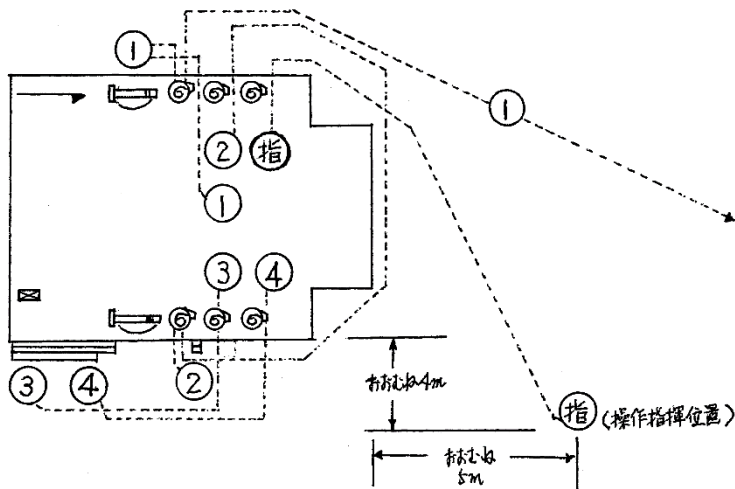 ①
①
② 指
①
③ ④
③ ④ ②
おおむね4m
指 (操作指揮位置)
おおむね
5m